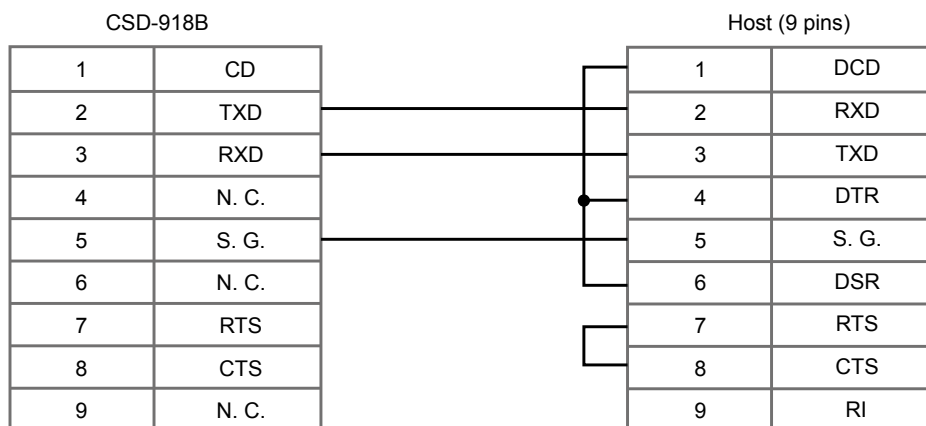 CSD-918B Host (9 pins)
1 CD 1 DCD
2 TXD 2 RXD
3 RXD 3 TXD
4 N. C. 4 DTR
5 S. G. 5 S. G.
6 N. C. 6 DSR
7 RTS 7 RTS
8 CTS 8 CTS
9 N. C. 9 RI